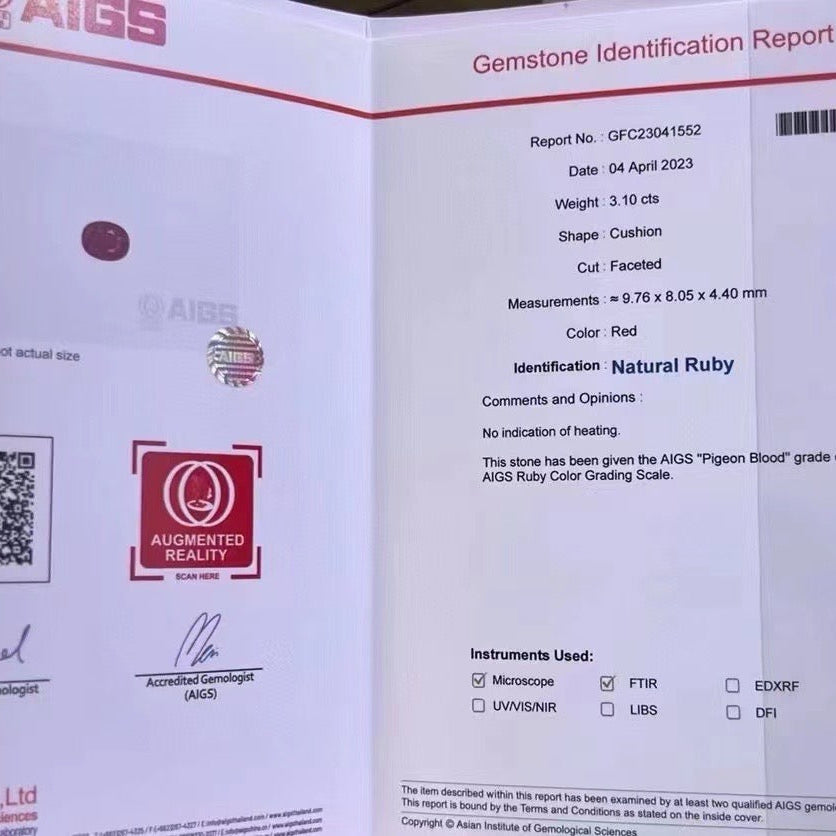 AIGS
AIGS
ot actual size
AIGS
AUGMENTED
REALITY
SCAN HERE
ologist
Accredited Gemologist
(AIGS)
,Ltd
iences
aboratory
Gemstone Identification Report
Report No. : GFC23041552
Date : 04 April 2023
Weight : 3.10 cts
Shape : Cushion
Cut : Faceted
Measurements : ≈ 9.76 x 8.05 x 4.40 mm
Color : Red
Identification : Natural Ruby
Comments and Opinions :
No indication of heating.
This stone has been given the AIGS "Pigeon Blood" grade
AIGS Ruby Color Grading Scale.
Instruments Used:
Microscope FTIR EDXRF
UV/VIS/NIR LIBS DFI
The item described within this report has been examined by at least two qualified AIGS gemol
This report is bound by the Terms and Conditions as stated on the inside cover.
Copyright © Asian Institute of Gemological Sciences